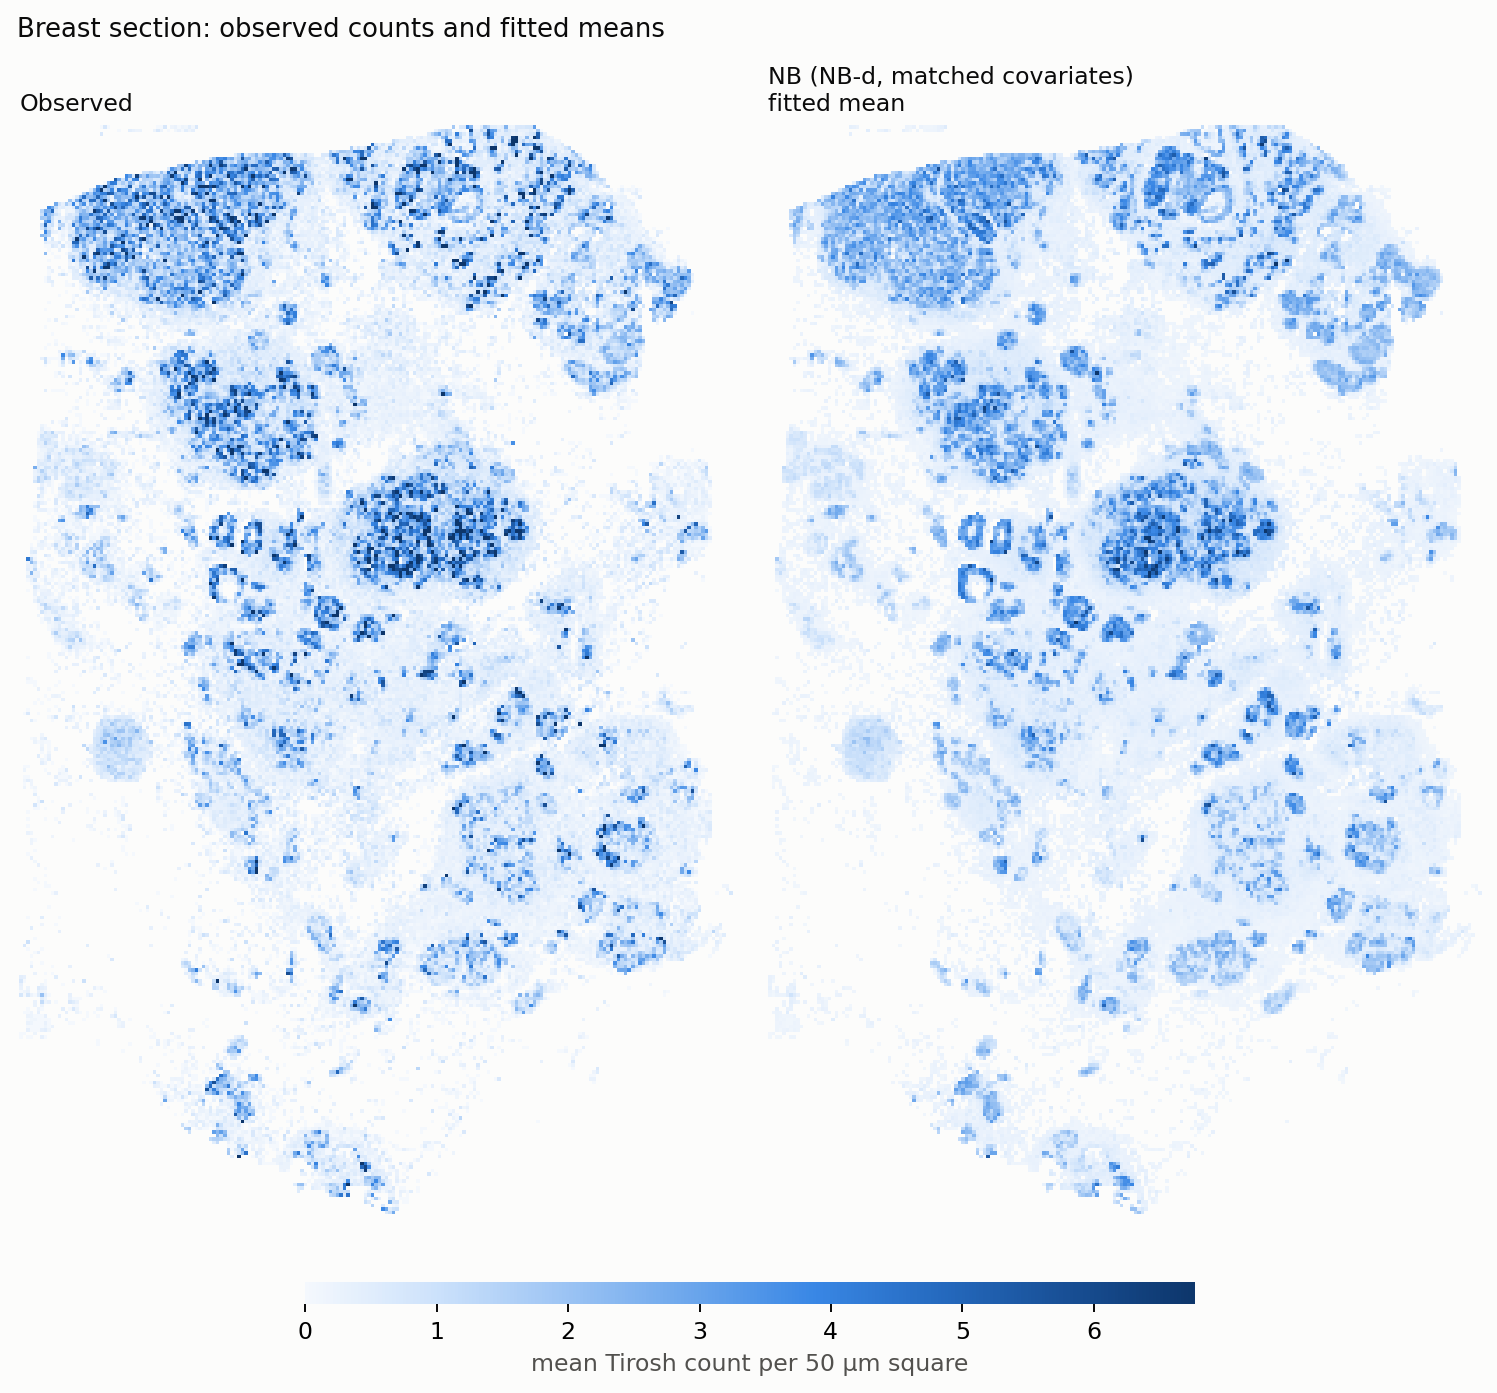 Breast section: observed counts and fitted means
Observed
NB (NB-d, matched covariates)
fitted mean
0 1 2 3 4 5 6
mean Tirosh count per 50 µm square